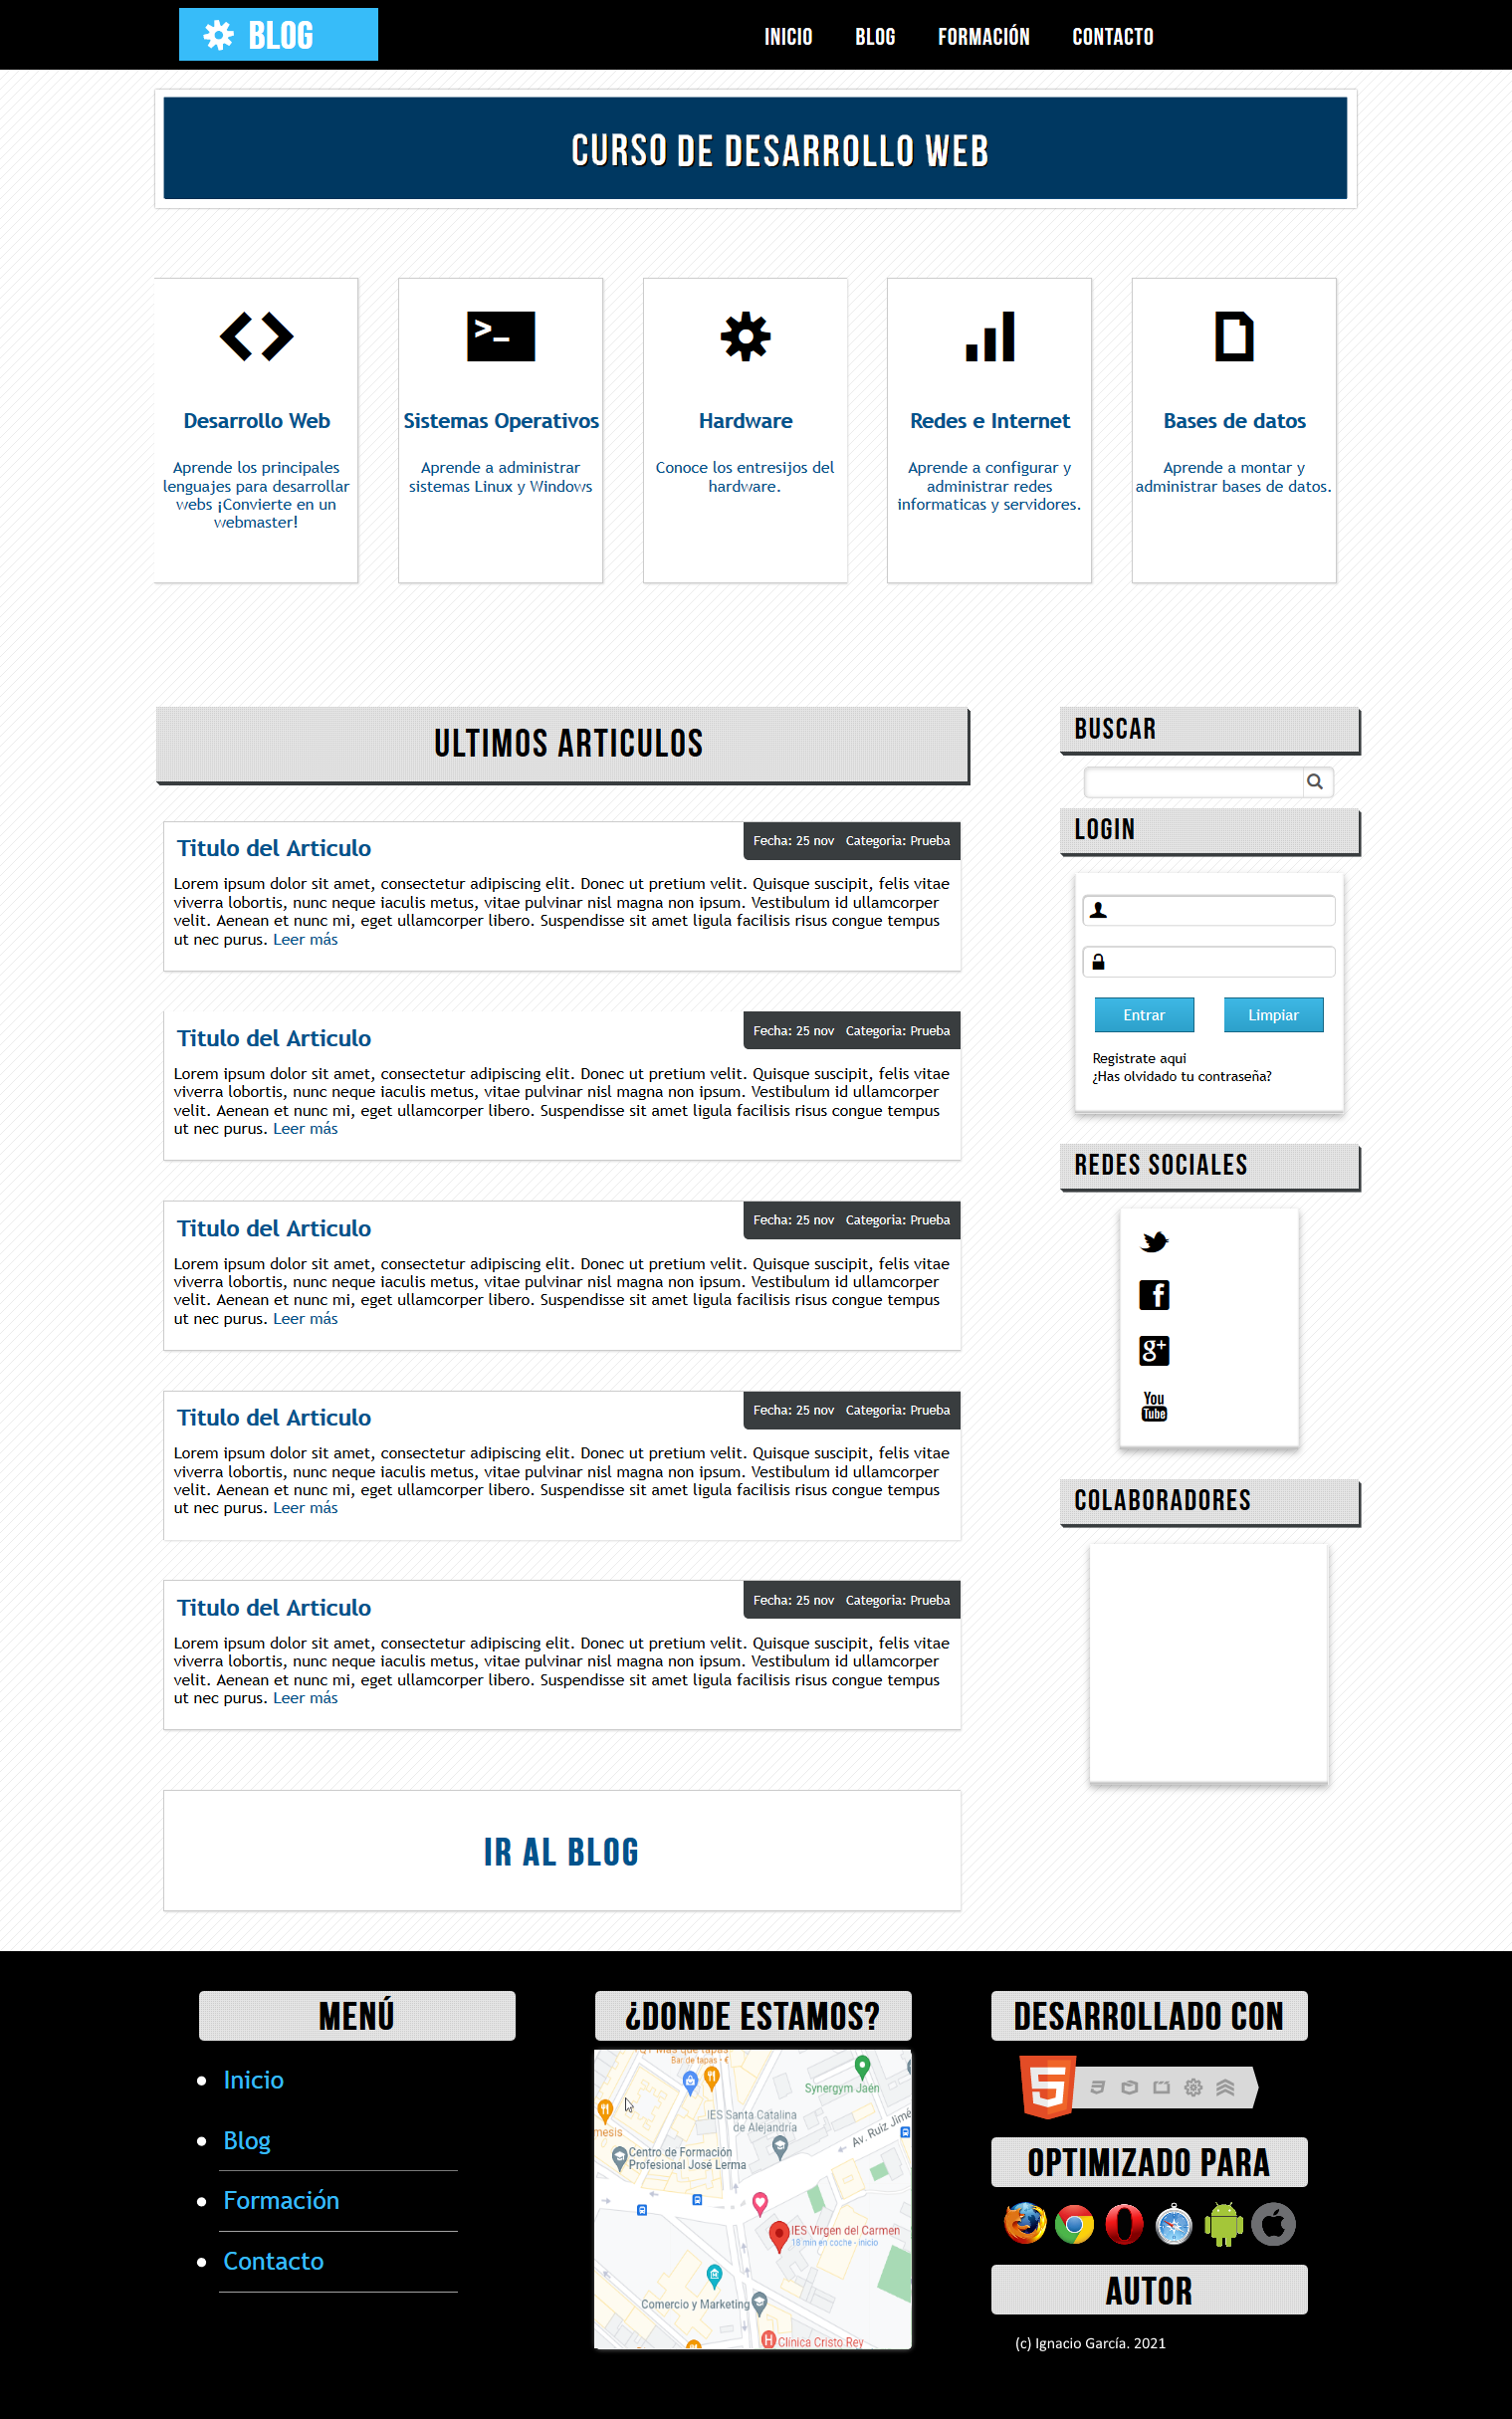 BLOG
INICIO BLOG FORMACIÓN CONTACTO
CURSO DE DESARROLLO WEB
Desarrollo Web
Aprende los principales
lenguajes para desarrollar
webs ¡Convierte en un
webmaster!
Sistemas Operativos
Aprende a administrar
sistemas Linux y Windows
Hardware
Conoce los entresijos del
hardware.
Redes e Internet
Aprende a configurar y
administrar redes
informaticas y servidores.
Bases de datos
Aprende a montar y
administrar bases de datos.
ULTIMOS ARTICULOS
Titulo del Articulo
Fecha: 25 nov Categoria: Prueba
Lorem ipsum dolor sit amet, consectetur adipiscing elit. Donec ut pretium velit. Quisque suscipit, felis vitae
viverra lobortis, nunc neque iaculis metus, vitae pulvinar nisl magna non ipsum. Vestibulum id ullamcorper
velit. Aenean et nunc mi, eget ullamcorper libero. Suspendisse sit amet ligula facilisis risus congue tempus
ut nec purus. Leer más
Titulo del Articulo
Fecha: 25 nov Categoria: Prueba
Lorem ipsum dolor sit amet, consectetur adipiscing elit. Donec ut pretium velit. Quisque suscipit, felis vitae
viverra lobortis, nunc neque iaculis metus, vitae pulvinar nisl magna non ipsum. Vestibulum id ullamcorper
velit. Aenean et nunc mi, eget ullamcorper libero. Suspendisse sit amet ligula facilisis risus congue tempus
ut nec purus. Leer más
Titulo del Articulo
Fecha: 25 nov Categoria: Prueba
Lorem ipsum dolor sit amet, consectetur adipiscing elit. Donec ut pretium velit. Quisque suscipit, felis vitae
viverra lobortis, nunc neque iaculis metus, vitae pulvinar nisl magna non ipsum. Vestibulum id ullamcorper
velit. Aenean et nunc mi, eget ullamcorper libero. Suspendisse sit amet ligula facilisis risus congue tempus
ut nec purus. Leer más
Titulo del Articulo
Fecha: 25 nov Categoria: Prueba
Lorem ipsum dolor sit amet, consectetur adipiscing elit. Donec ut pretium velit. Quisque suscipit, felis vitae
viverra lobortis, nunc neque iaculis metus, vitae pulvinar nisl magna non ipsum. Vestibulum id ullamcorper
velit. Aenean et nunc mi, eget ullamcorper libero. Suspendisse sit amet ligula facilisis risus congue tempus
ut nec purus. Leer más
Titulo del Articulo
Fecha: 25 nov Categoria: Prueba
Lorem ipsum dolor sit amet, consectetur adipiscing elit. Donec ut pretium velit. Quisque suscipit, felis vitae
viverra lobortis, nunc neque iaculis metus, vitae pulvinar nisl magna non ipsum. Vestibulum id ullamcorper
velit. Aenean et nunc mi, eget ullamcorper libero. Suspendisse sit amet ligula facilisis risus congue tempus
ut nec purus. Leer más
IR AL BLOG
BUSCAR
LOGIN
Entrar Limpiar
Registrate aqui
¿Has olvidado tu contraseña?
REDES SOCIALES
f
g+
You
Tube
COLABORADORES
MENÚ
Inicio
Blog
Formación
Contacto
¿DONDE ESTAMOS?
Bar de tapas - €
Synergym Jaén
IES Santa Catalina
de Alejandría
Av. Ruiz Jimé
Centro de Formación
Profesional José Lerma
IES Virgen del Carmen
18 min en coche - inicio
Comercio y Marketing
H Clínica Cristo Rey
DESARROLLADO CON
5
OPTIMIZADO PARA
AUTOR
(c) Ignacio García. 2021